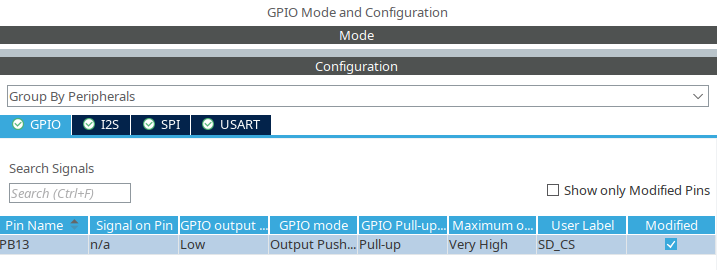 GPIO Mode and Configuration
Mode
Configuration
Group By Peripherals
GPIO I2S SPI USART
Search Signals
Search (Ctrl+F)
Show only Modified Pins
Pin Name Signal on Pin GPIO output ... GPIO mode GPIO Pull-up... Maximum o... User Label Modified
PB13 n/a Low Output Push... Pull-up Very High SD_CS